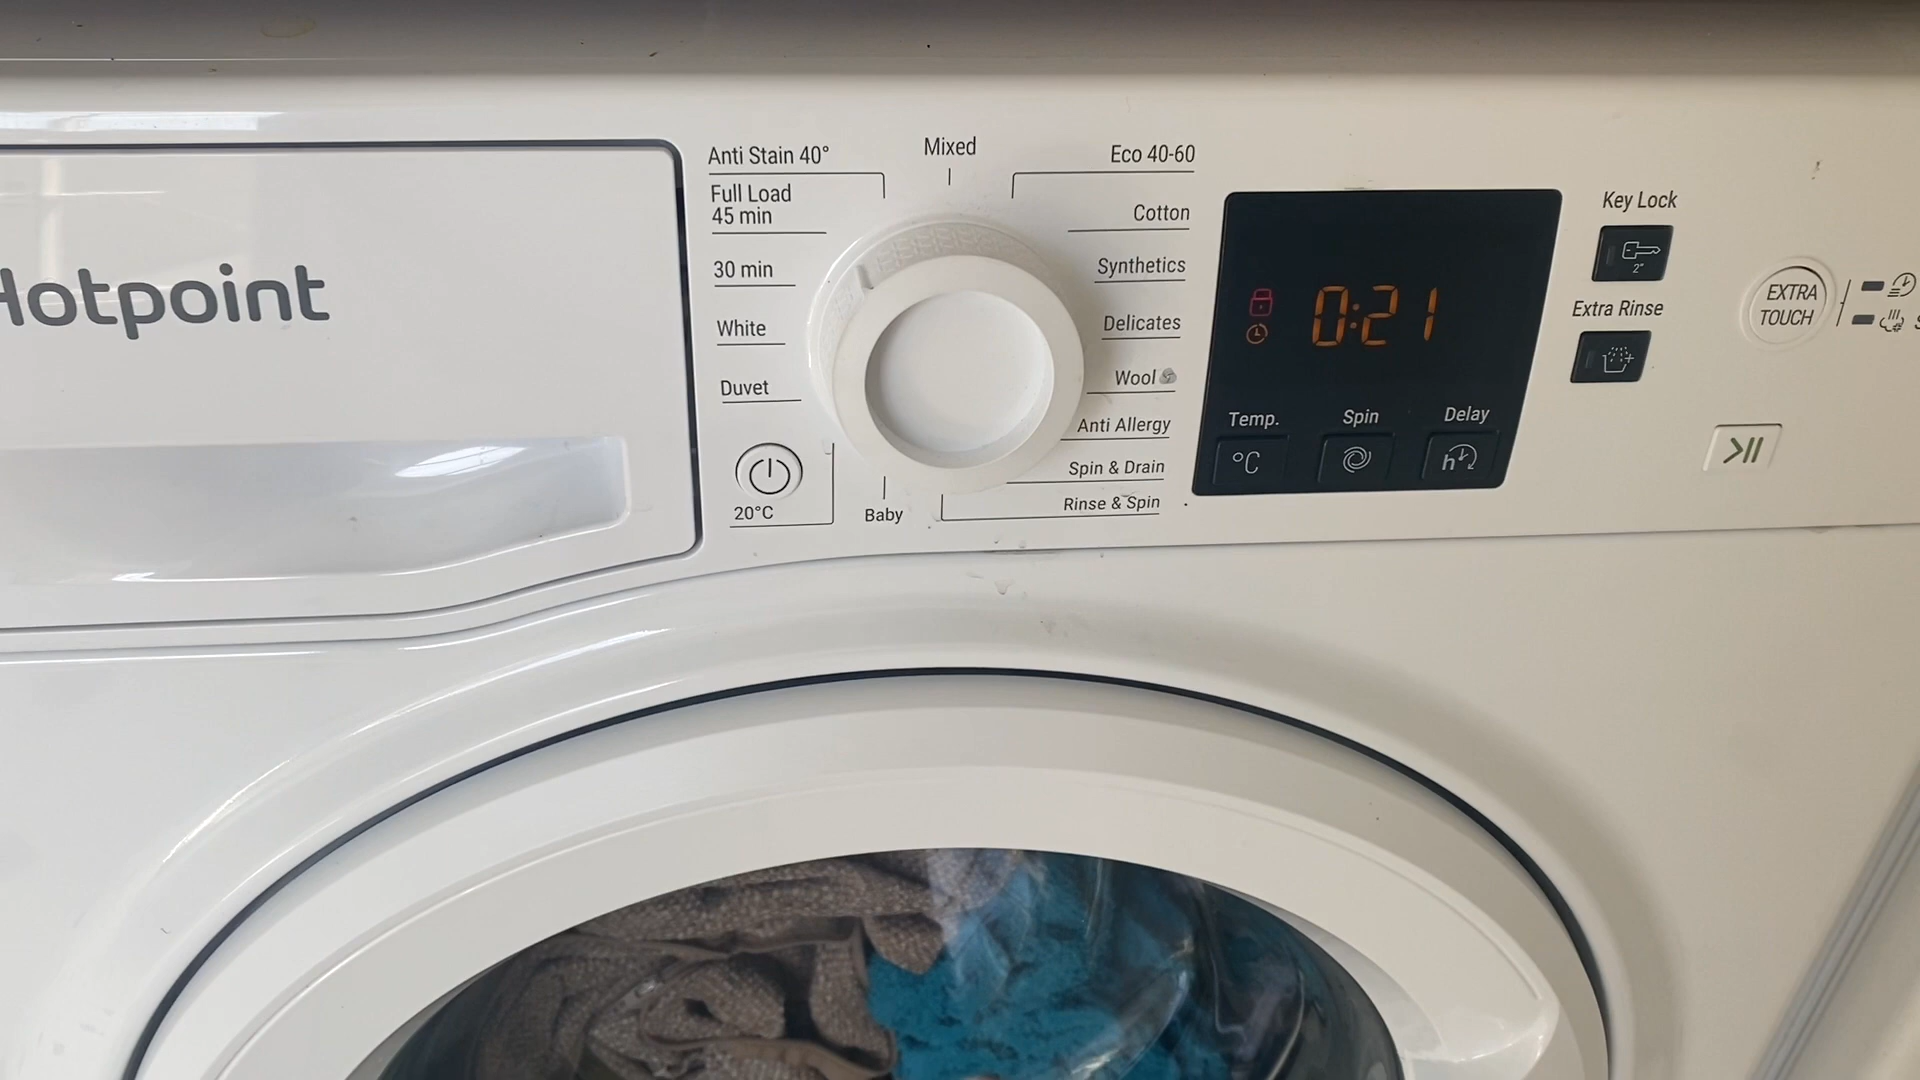 Hotpoint
Anti Stain 40°
Full Load
45 min
30 min
White
Duvet
20°C
Mixed
Baby
Eco 40-60
Cotton
Synthetics
Delicates
Wool
Anti Allergy
Spin & Drain
Rinse & Spin
0:21
Temp.
°C
Spin
Delay
h
Key Lock
2"
Extra Rinse
EXTRA
TOUCH